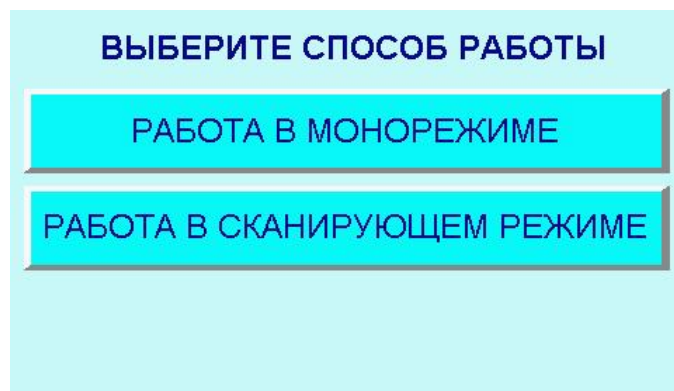 ВЫБЕРИТЕ СПОСОБ РАБОТЫ
РАБОТА В МОНОРЕЖИМЕ
РАБОТА В СКАНИРУЮЩЕМ РЕЖИМЕ